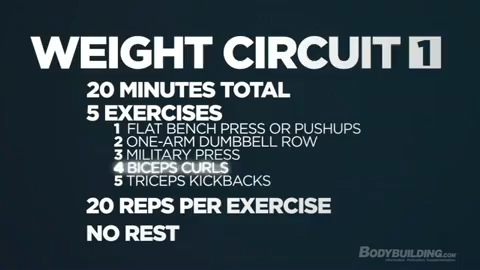 WEIGHT CIRCUIT 1
20 MINUTES TOTAL
5 EXERCISES
1 FLAT BENCH PRESS OR PUSHUPS
2 ONE-ARM DUMBBELL ROW
3 MILITARY PRESS
4 BICEPS CURLS
5 TRICEPS KICKBACKS
20 REPS PER EXERCISE
NO REST
BODYBUILDING.COM